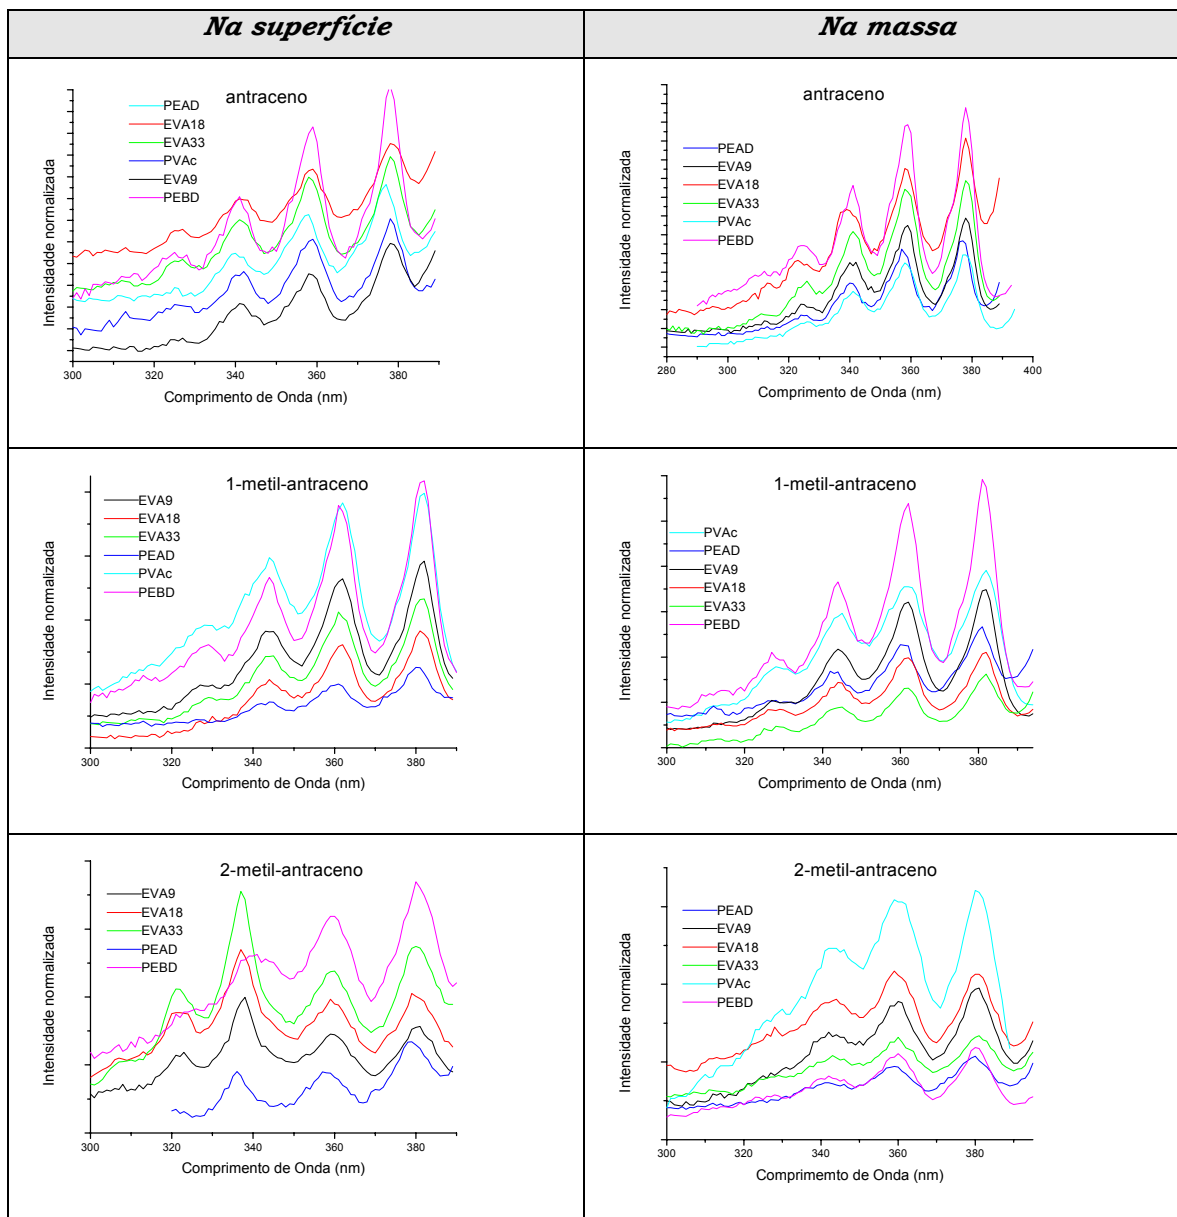 Na superfície
Na massa
antraceno
PEAD
EVA18
EVA33
PVAc
EVA9
PEBD
Intensidadde normalizada
300 320 340 360 380
Comprimento de Onda (nm)
antraceno
PEAD
EVA9
EVA18
EVA33
PVAc
PEBD
Intensidade normalizada
280 300 320 340 360 380 400
Comprimento de Onda (nm)
1-metil-antraceno
EVA9
EVA18
EVA33
PEAD
PVAc
PEBD
Intensidade normalizada
300 320 340 360 380
Comprimento de Onda (nm)
1-metil-antraceno
PVAc
PEAD
EVA9
EVA18
EVA33
PEBD
Intensidade normalizada
300 320 340 360 380
Comprimento de Onda (nm)
2-metil-antraceno
EVA9
EVA18
EVA33
PEAD
PEBD
Intensidade normalizada
300 320 340 360 380
Comprimento de Onda (nm)
2-metil-antraceno
PEAD
EVA9
EVA18
EVA33
PVAc
PEBD
Intensidade normalizada
300 320 340 360 380
Comprimemto de Onda (nm)